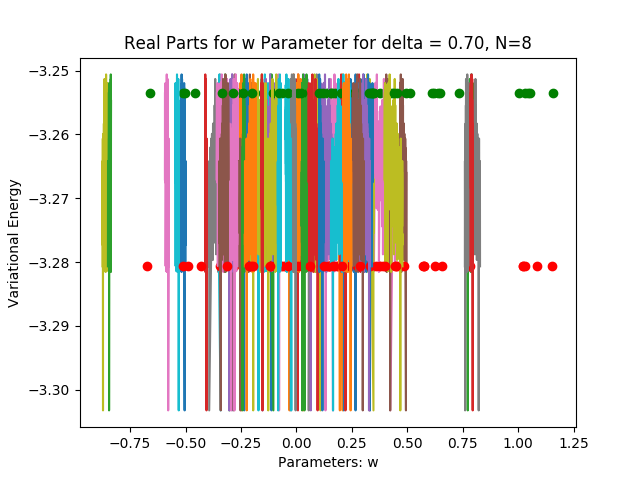 Real Parts for w Parameter for delta = 0.70, N=8
Variational Energy
−3.25
−3.26
−3.27
−3.28
−3.29
−3.30
−0.75 −0.50 −0.25 0.00 0.25 0.50 0.75 1.00 1.25
Parameters: w